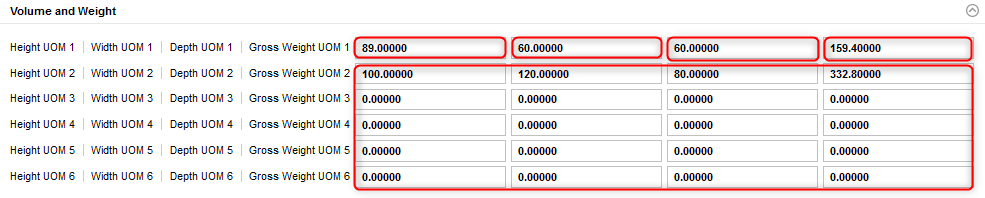 Volume and Weight
Height UOM 1 Width UOM 1 Depth UOM 1 Gross Weight UOM 1 89.00000 60.00000 60.00000 159.40000
Height UOM 2 Width UOM 2 Depth UOM 2 Gross Weight UOM 2 100.00000 120.00000 80.00000 332.80000
Height UOM 3 Width UOM 3 Depth UOM 3 Gross Weight UOM 3 0.00000 0.00000 0.00000 0.00000
Height UOM 4 Width UOM 4 Depth UOM 4 Gross Weight UOM 4 0.00000 0.00000 0.00000 0.00000
Height UOM 5 Width UOM 5 Depth UOM 5 Gross Weight UOM 5 0.00000 0.00000 0.00000 0.00000
Height UOM 6 Width UOM 6 Depth UOM 6 Gross Weight UOM 6 0.00000 0.00000 0.00000 0.00000